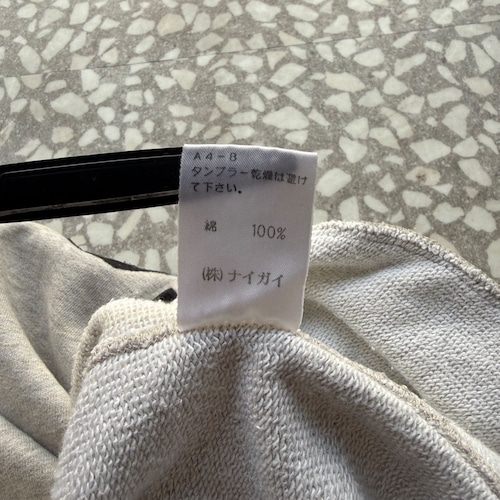 A4-8
タンブラー乾燥は避け
て下さい。
綿 100%
(株)ナイガイ